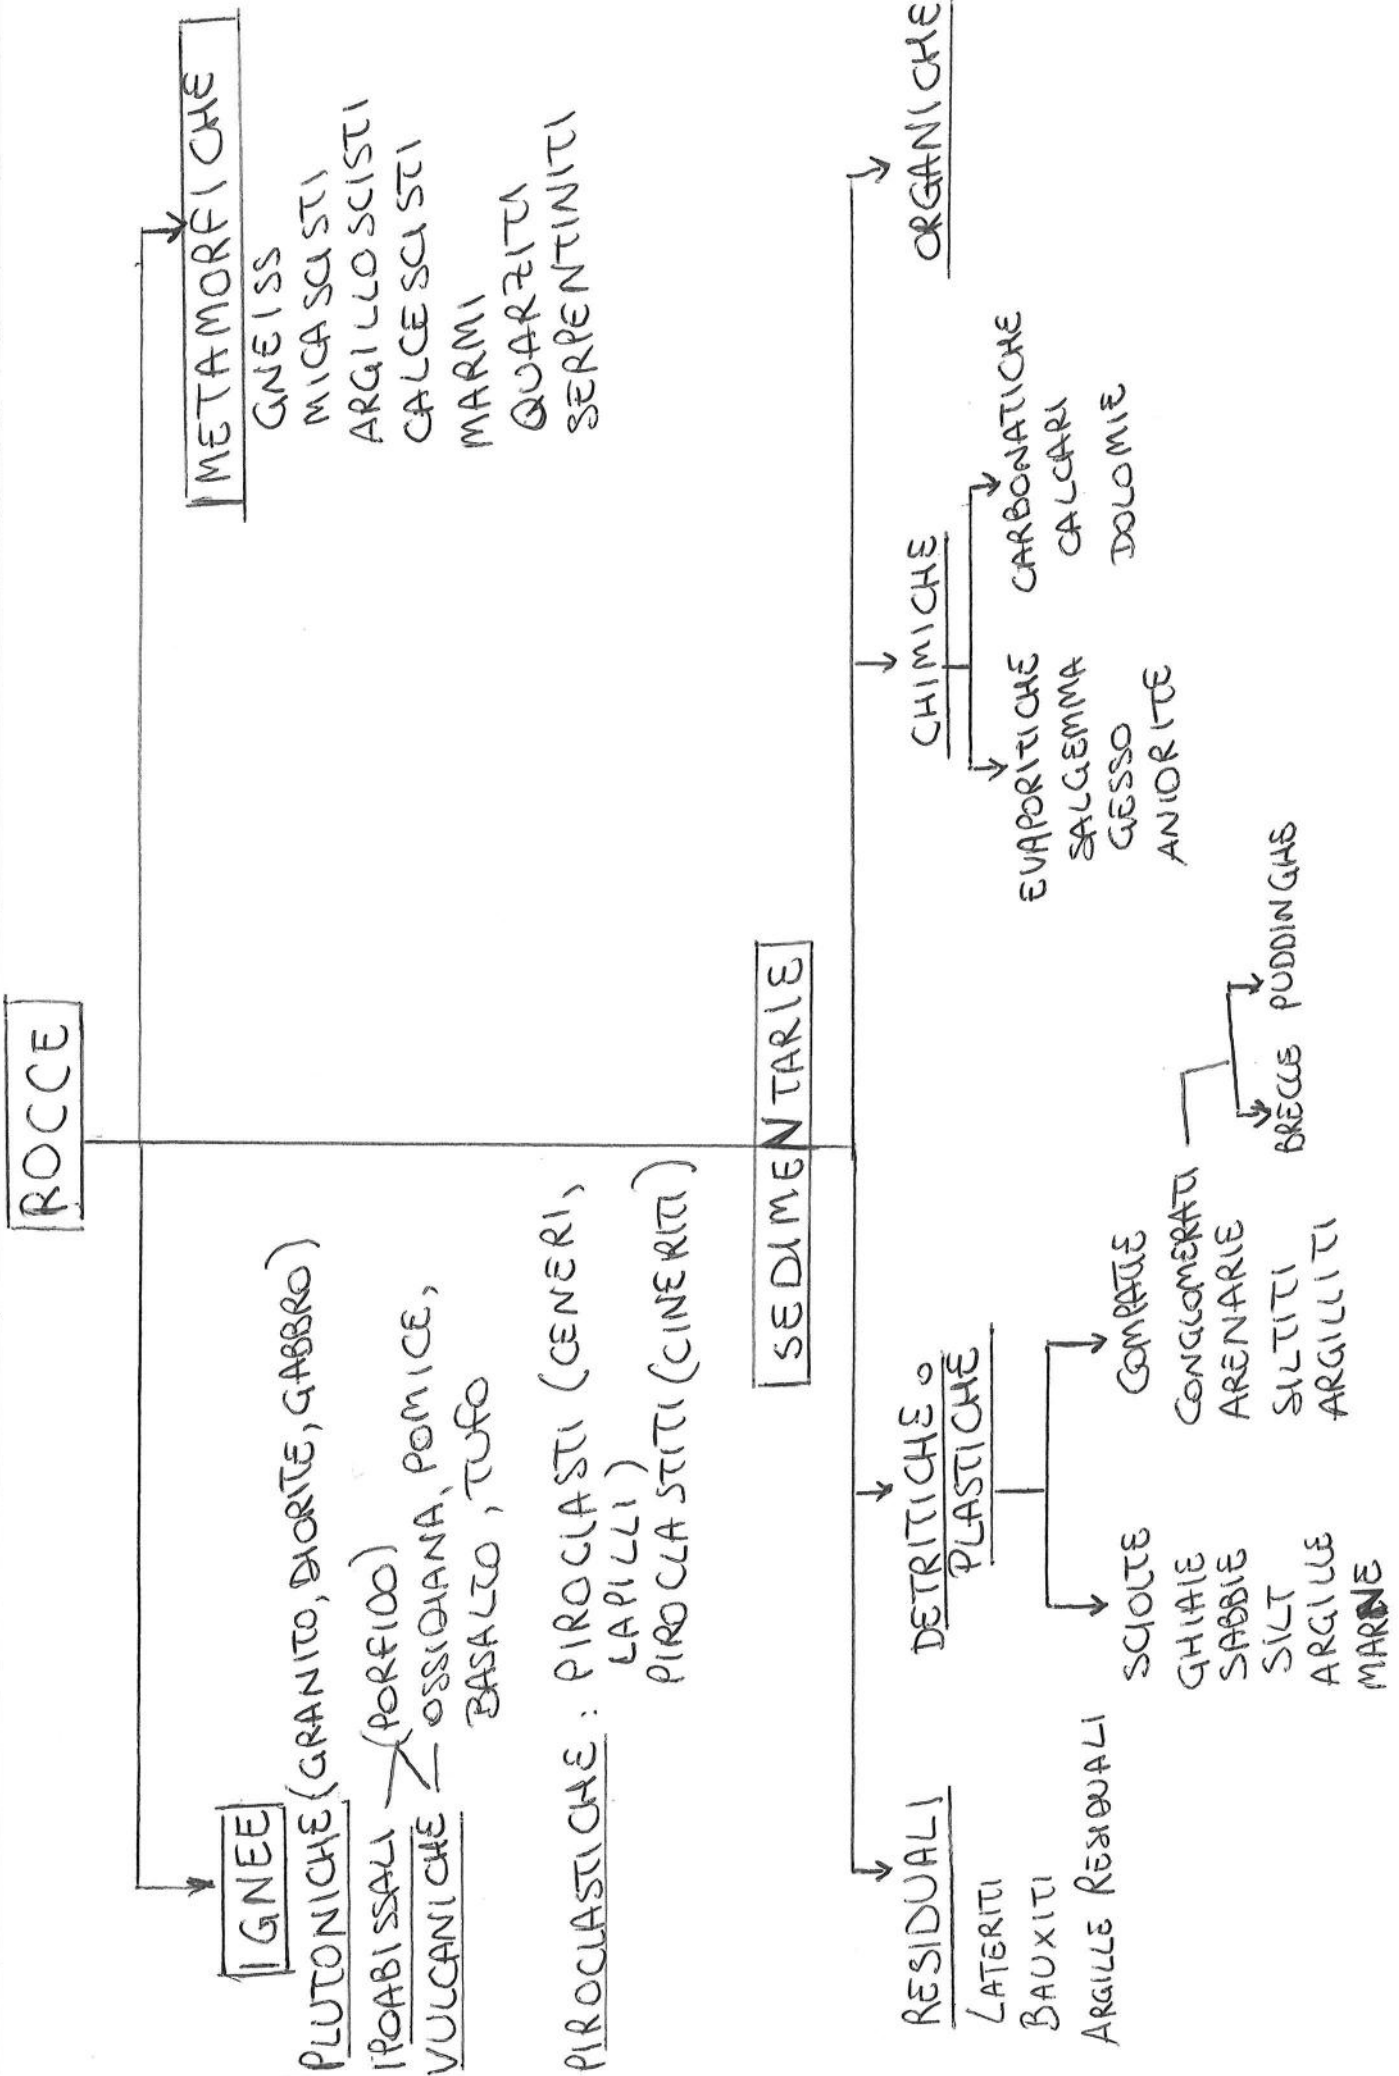 ROCCE
IGNEE
PLUTONICHE (GRANITO, DIORITE, GABBRO)
IPOABISSALI (PORFIDO)
VULCANICHE OSSIDIANA, POMICE,
BASALTO, TUFO
PIROCLASTICHE : PIROCLASTI (CENERI,
LAPILLI)
PIROCLASTITI (CINERITI)
METAMORFICHE
GNEISS
MICASCISTI
ARGILLOSCISTI
CALCESCISTI
MARMI
QUARZITI
SERPENTINITI
SEDIMENTARIE
RESIDUALI
LATERITI
BAUXITI
ARGILLE RESIDUALI
DETRITICHE O
PLASTICHE
SCIOLTE
GHIAIE
SABBIE
SILT
ARGILLE
MARNE
COMPATTE
CONGLOMERATI
ARENARIE
SILTITI
ARGILLITI
BRECCE PUDDINGHE
CHIMICHE
EVAPORITICHE
SALGEMMA
GESSO
ANIDRITE
CARBONATICHE
CALCARI
DOLOMIE
ORGANICHE